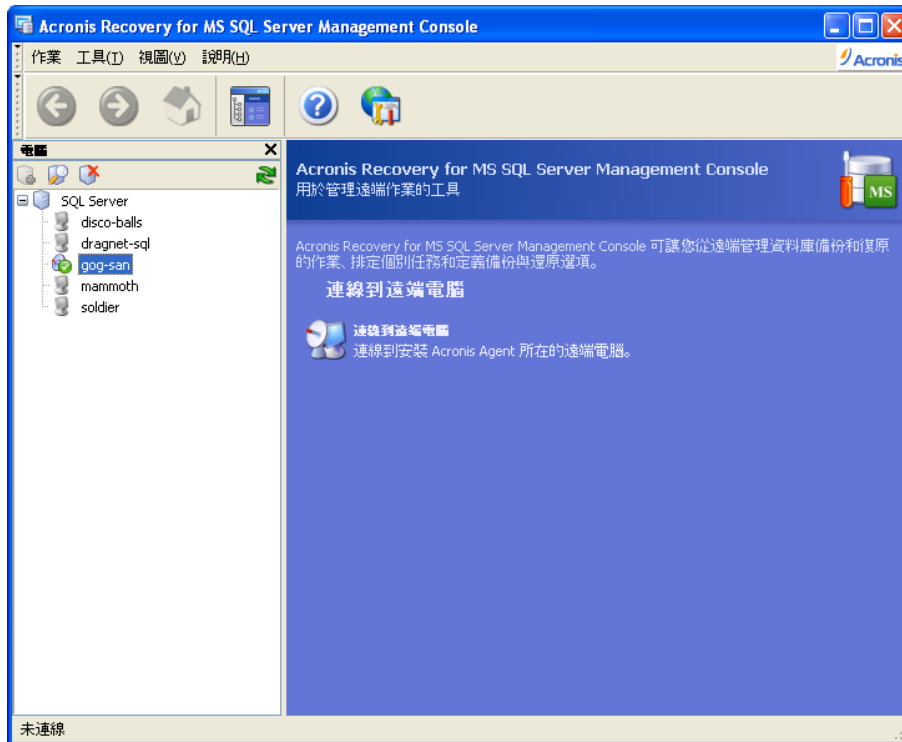 Acronis Recovery for MS SQL Server Management Console
作業 工具(T) 視圖(V) 說明(H)
Acronis
電腦
SQL Server
disco-balls
dragnet-sql
gog-san
mammoth
soldier
Acronis Recovery for MS SQL Server Management Console
用於管理遠端作業的工具
MS
Acronis Recovery for MS SQL Server Management Console 可讓您從遠端管理資料庫備份和復原
的作業、排定個別任務和定義備份與還原選項。
連線到遠端電腦
連線到遠端電腦
連線到安裝 Acronis Agent 所在的遠端電腦。
未連線